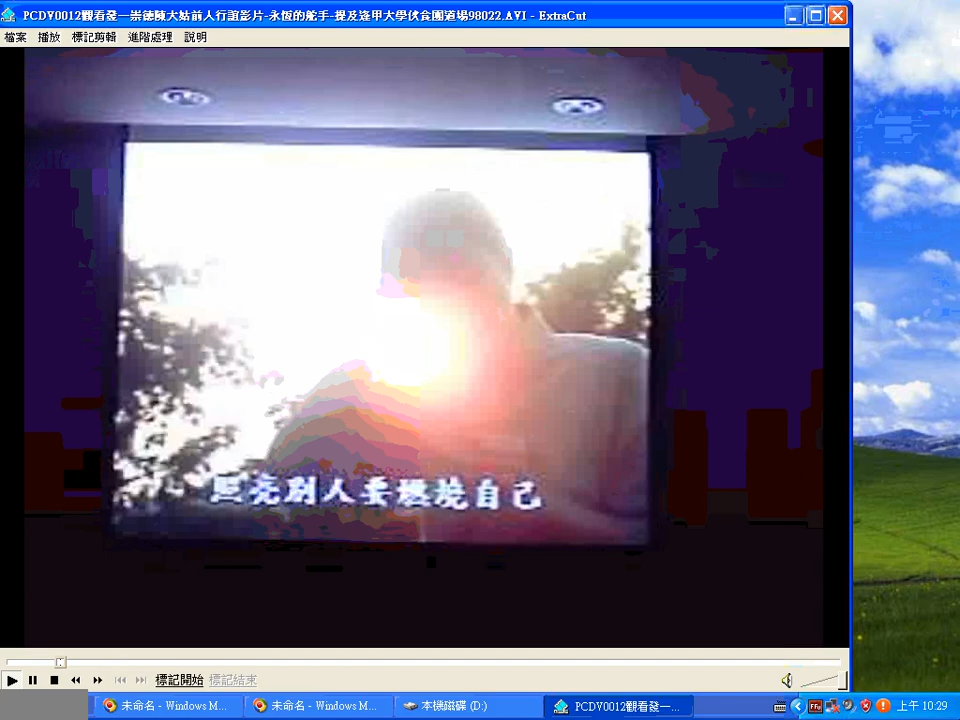 PCDV0012觀看發一崇德陳大姑前人行誼影片-永恆的舵手-提及逢甲大學伙食團道場98022.AVI - ExtraCut
檔案 播放 標記剪輯 進階處理 說明
照亮別人要燃燒自己
標記開始 標記結束
未命名 - Windows M...
未命名 - Windows M...
本機磁碟 (D:)
PCDV0012觀看發一...
上午 10:29